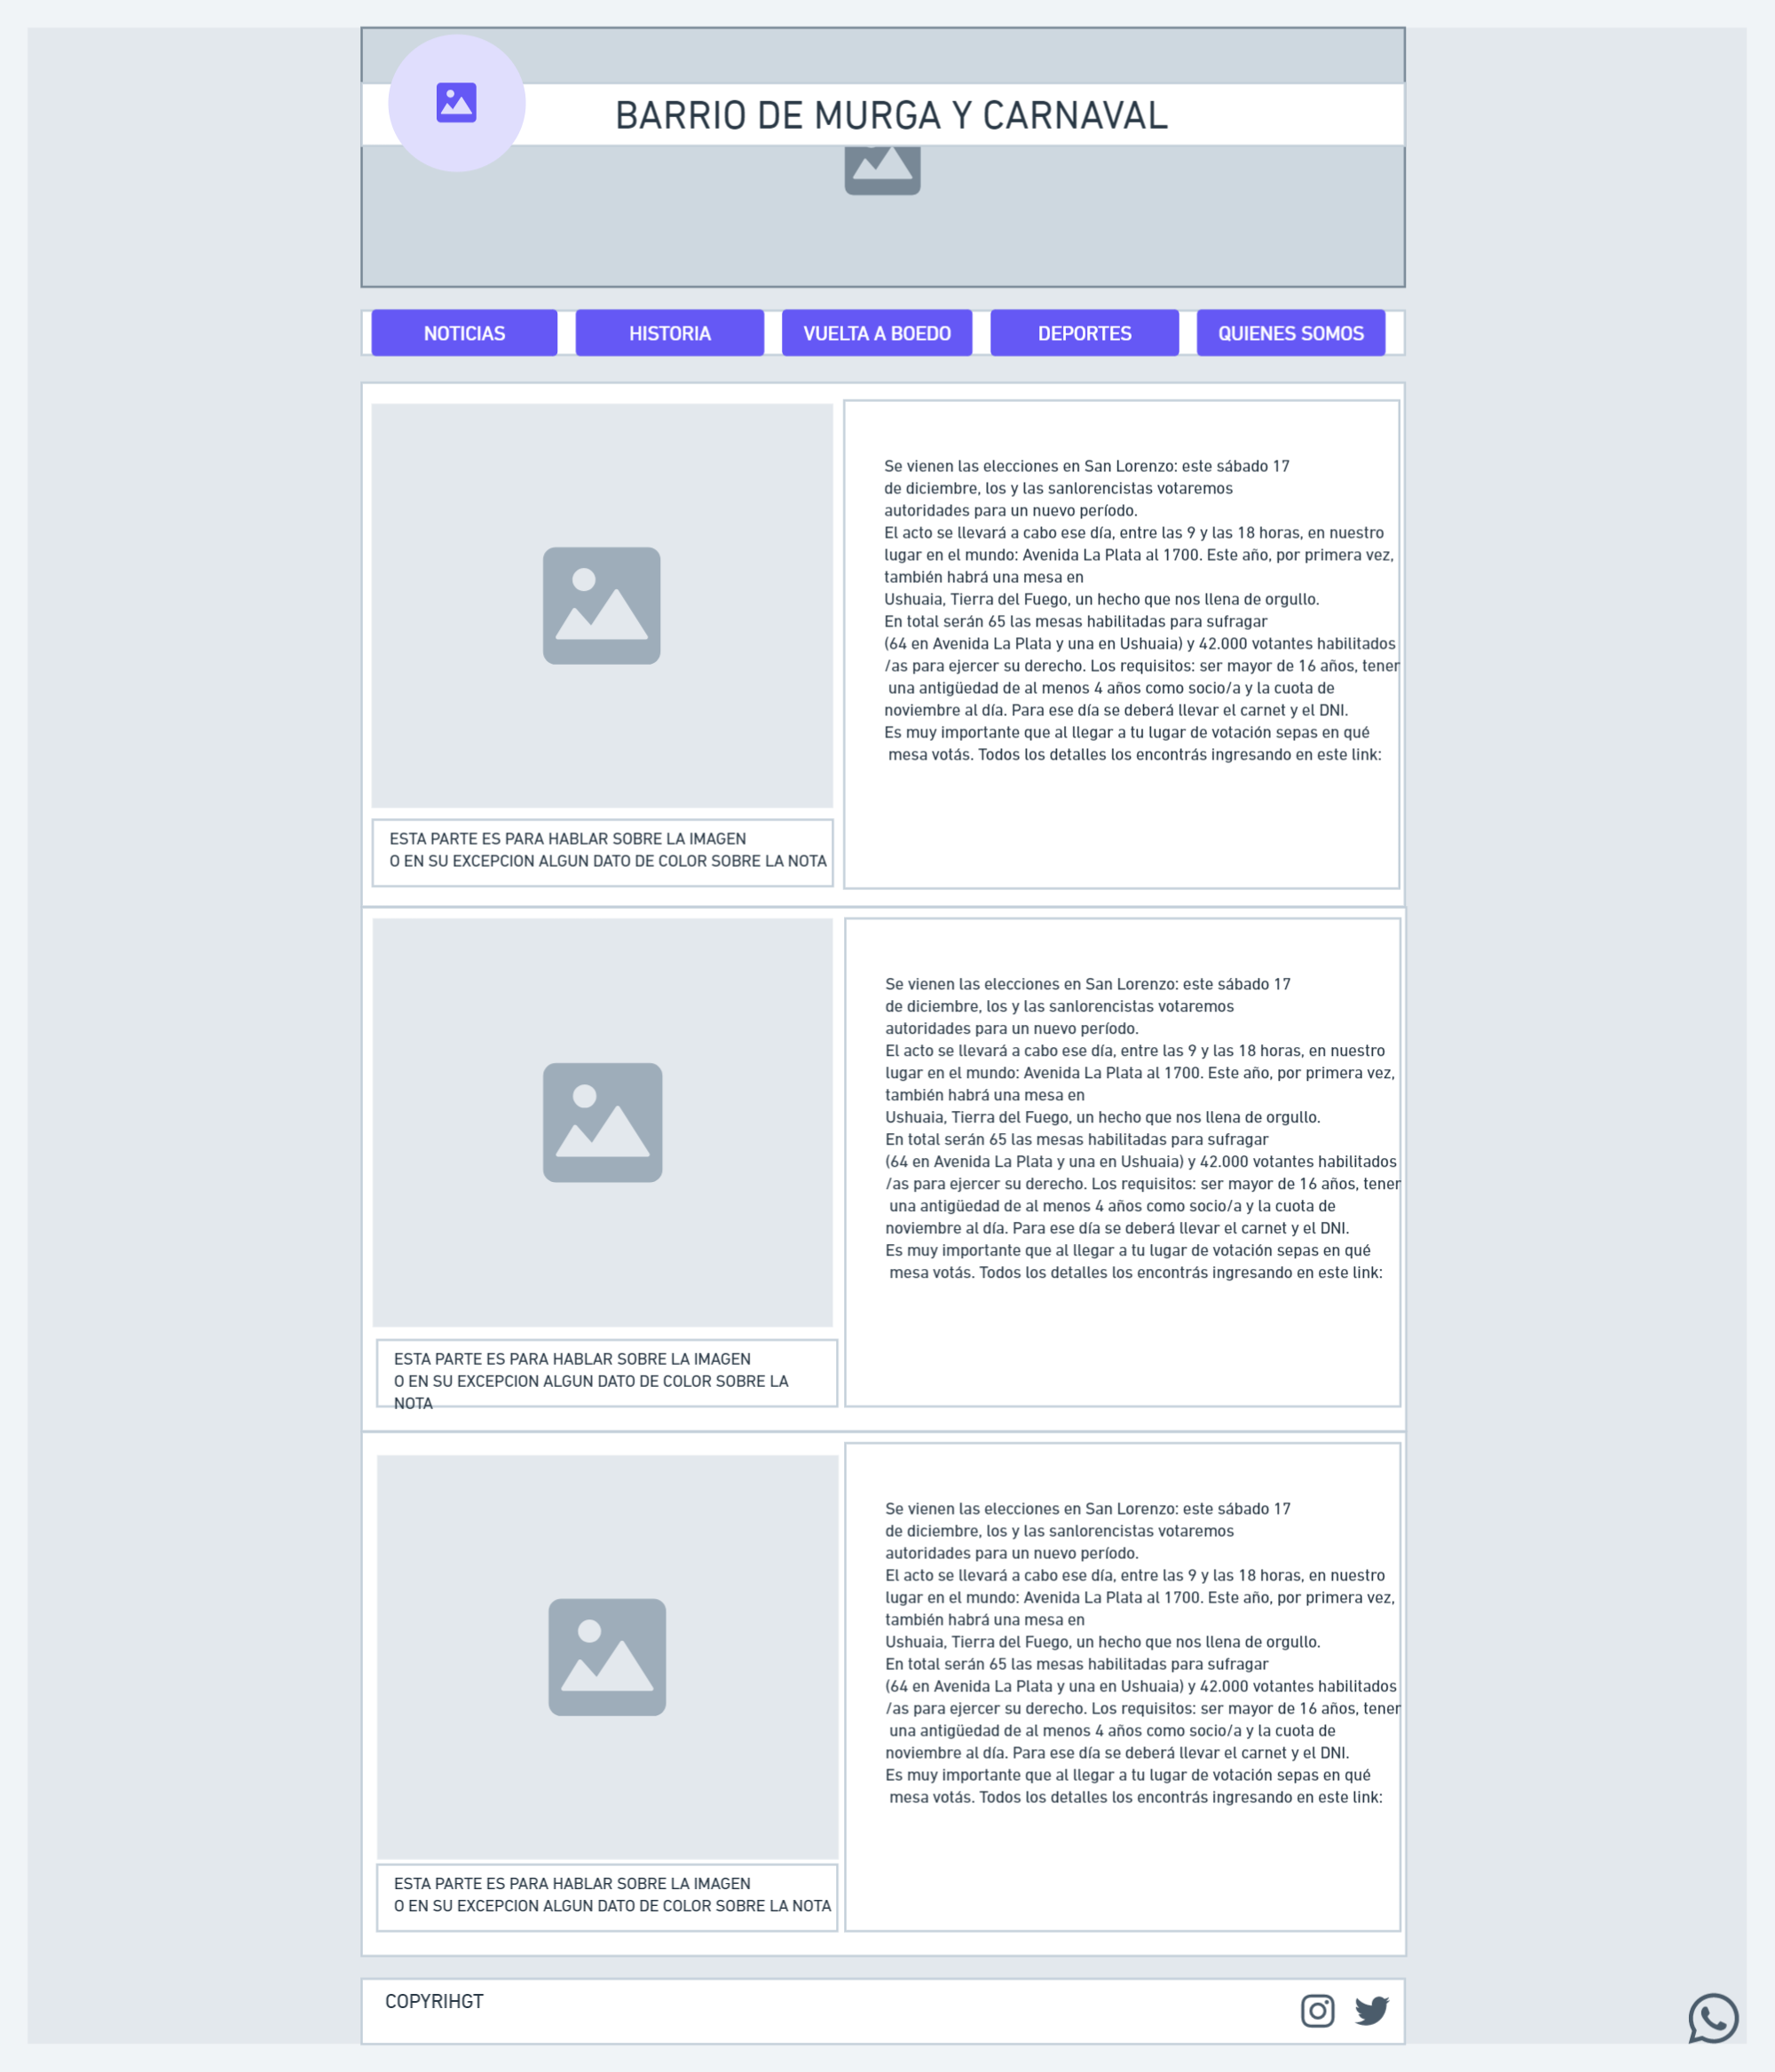 BARRIO DE MURGA Y CARNAVAL
NOTICIAS
HISTORIA
VUELTA A BOEDO
DEPORTES
QUIENES SOMOS
Se vienen las elecciones en San Lorenzo: este sábado 17
de diciembre, los y las sanlorencistas votaremos
autoridades para un nuevo período.
El acto se llevará a cabo ese día, entre las 9 y las 18 horas, en nuestro
lugar en el mundo: Avenida La Plata al 1700. Este año, por primera vez,
también habrá una mesa en
Ushuaia, Tierra del Fuego, un hecho que nos llena de orgullo.
En total serán 65 las mesas habilitadas para sufragar
(64 en Avenida La Plata y una en Ushuaia) y 42.000 votantes habilitados
/as para ejercer su derecho. Los requisitos: ser mayor de 16 años, tener
una antigüedad de al menos 4 años como socio/a y la cuota de
noviembre al día. Para ese día se deberá llevar el carnet y el DNI.
Es muy importante que al llegar a tu lugar de votación sepas en qué
mesa votás. Todos los detalles los encontrás ingresando en este link:
ESTA PARTE ES PARA HABLAR SOBRE LA IMAGEN
O EN SU EXCEPCION ALGUN DATO DE COLOR SOBRE LA NOTA
Se vienen las elecciones en San Lorenzo: este sábado 17
de diciembre, los y las sanlorencistas votaremos
autoridades para un nuevo período.
El acto se llevará a cabo ese día, entre las 9 y las 18 horas, en nuestro
lugar en el mundo: Avenida La Plata al 1700. Este año, por primera vez,
también habrá una mesa en
Ushuaia, Tierra del Fuego, un hecho que nos llena de orgullo.
En total serán 65 las mesas habilitadas para sufragar
(64 en Avenida La Plata y una en Ushuaia) y 42.000 votantes habilitados
/as para ejercer su derecho. Los requisitos: ser mayor de 16 años, tener
una antigüedad de al menos 4 años como socio/a y la cuota de
noviembre al día. Para ese día se deberá llevar el carnet y el DNI.
Es muy importante que al llegar a tu lugar de votación sepas en qué
mesa votás. Todos los detalles los encontrás ingresando en este link:
ESTA PARTE ES PARA HABLAR SOBRE LA IMAGEN
O EN SU EXCEPCION ALGUN DATO DE COLOR SOBRE LA
NOTA
Se vienen las elecciones en San Lorenzo: este sábado 17
de diciembre, los y las sanlorencistas votaremos
autoridades para un nuevo período.
El acto se llevará a cabo ese día, entre las 9 y las 18 horas, en nuestro
lugar en el mundo: Avenida La Plata al 1700. Este año, por primera vez,
también habrá una mesa en
Ushuaia, Tierra del Fuego, un hecho que nos llena de orgullo.
En total serán 65 las mesas habilitadas para sufragar
(64 en Avenida La Plata y una en Ushuaia) y 42.000 votantes habilitados
/as para ejercer su derecho. Los requisitos: ser mayor de 16 años, tener
una antigüedad de al menos 4 años como socio/a y la cuota de
noviembre al día. Para ese día se deberá llevar el carnet y el DNI.
Es muy importante que al llegar a tu lugar de votación sepas en qué
mesa votás. Todos los detalles los encontrás ingresando en este link:
ESTA PARTE ES PARA HABLAR SOBRE LA IMAGEN
O EN SU EXCEPCION ALGUN DATO DE COLOR SOBRE LA NOTA
COPYRIHGT